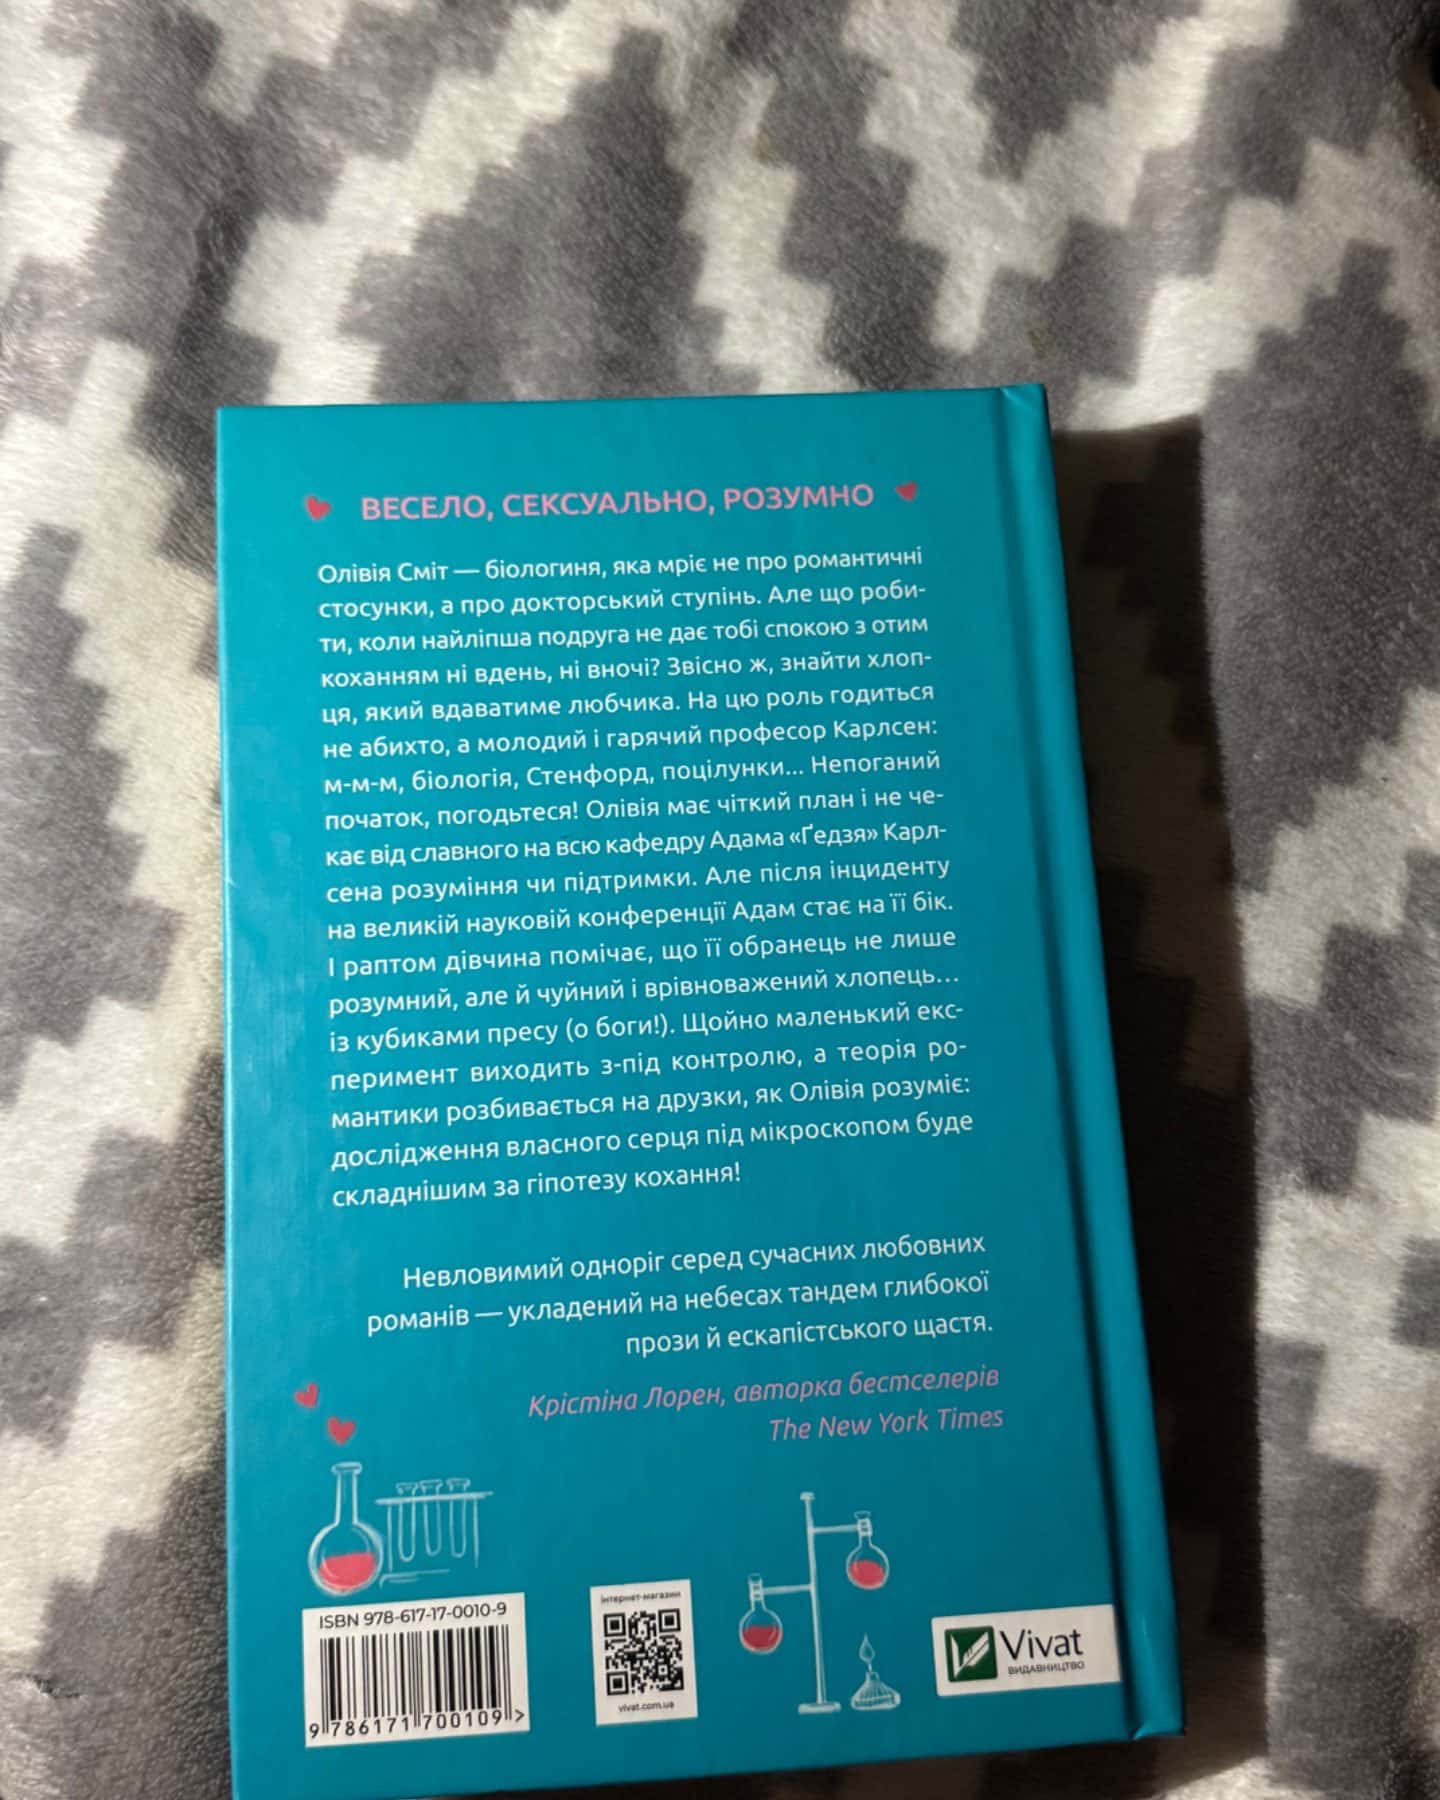 ВЕСЕЛО, СЕКСУАЛЬНО, РОЗУМНО
Олівія Сміт — біологиня, яка мріє не про романтичні
стосунки, а про докторський ступінь. Але що роби-
ти, коли найліпша подруга не дає тобі спокою з отим
коханням ні вдень, ні вночі? Звісно ж, знайти хлоп-
ця, який вдаватиме любчика. На цю роль годиться
не абихто, а молодий і гарячий професор Карлсен:
м-м-м, біологія, Стенфорд, поцілунки... Непоганий
початок, погодьтеся! Олівія має чіткий план і не че-
кає від славного на всю кафедру Адама «Ґедзя» Карл-
сена розуміння чи підтримки. Але після інциденту
на великій науковій конференції Адам стає на її бік.
І раптом дівчина помічає, що її обранець не лише
розумний, але й чуйний і врівноважений хлопець...
із кубиками пресу (о боги!). Щойно маленький екс-
перимент виходить з-під контролю, а теорія ро-
мантики розбивається на друзки, як Олівія розуміє:
дослідження власного серця під мікроскопом буде
складнішим за гіпотезу кохання!
Невловимий одноріг серед сучасних любовних
романів — укладений на небесах тандем глибокої
прози й ескапістського щастя.
Крістіна Лорен, авторка бестселерів
The New York Times
ISBN 978-617-17-0010-9
9 786171 700109 >
інтернет-магазин
vivat.com.ua
Vivat
ВИДАВНИЦТВО